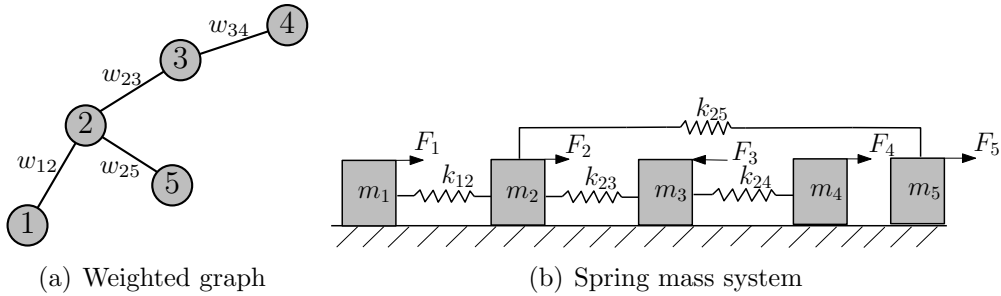 4
w₃₄
3
w₂₃
2
w₁₂
w₂₅
5
1
(a) Weighted graph
k₂₅
F₁
F₂
F₃
F₄
F₅
k₁₂
k₂₃
k₂₄
m₁
m₂
m₃
m₄
m₅
(b) Spring mass system